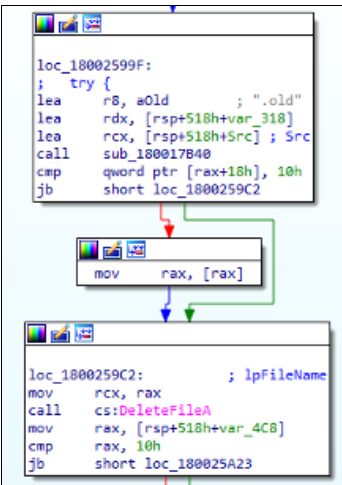 loc_18002599F:
;   try {
lea     r8, aOld        ; ".old"
lea     rdx, [rsp+518h+var_318]
lea     rcx, [rsp+518h+Src] ; Src
call    sub_180017B40
cmp     qword ptr [rax+18h], 10h
jb      short loc_1800259C2
mov     rax, [rax]
loc_1800259C2:          ; lpFileName
mov     rcx, rax
call    cs:DeleteFileA
mov     rax, [rsp+518h+var_4C8]
cmp     rax, 10h
jb      short loc_180025A23